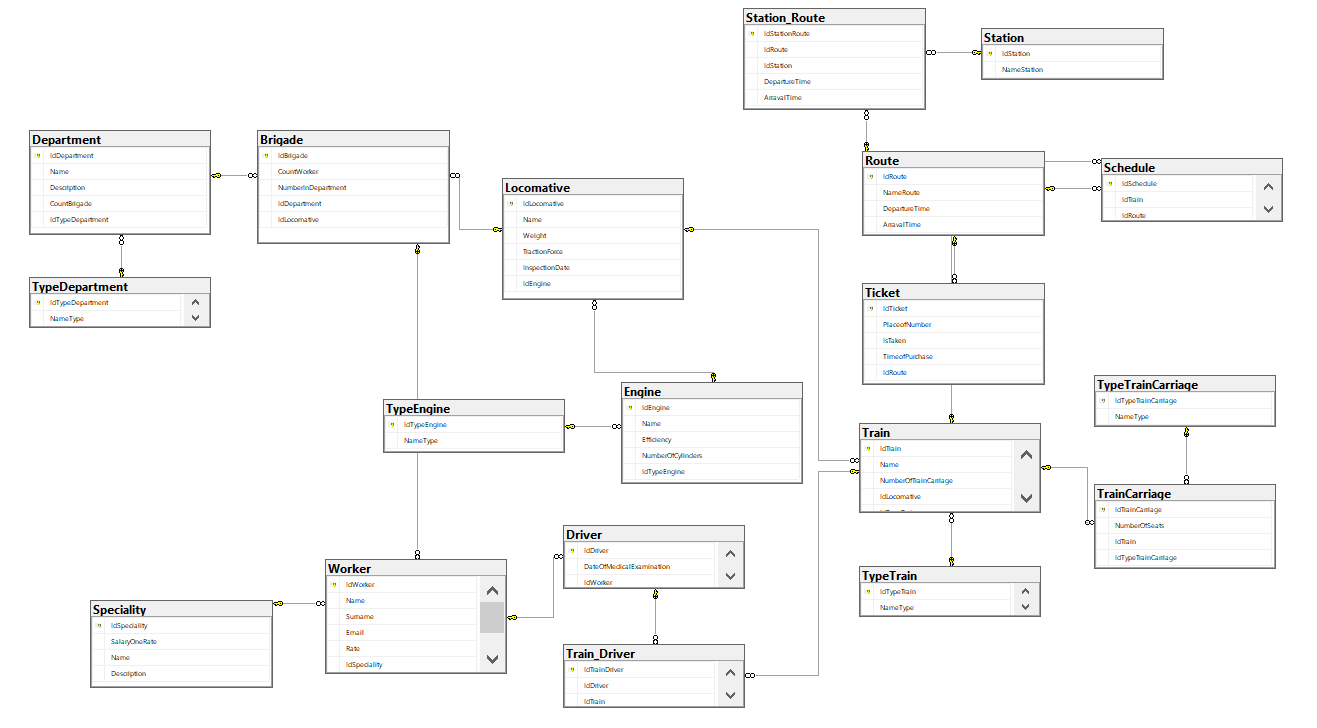 Station_Route
IdStationRoute
IdRoute
IdStation
DepartureTime
ArravalTime
Station
IdStation
NameStation
Department
IdDepartment
Name
Description
CountBrigade
IdTypeDepartment
Brigade
IdBrigade
CountWorker
NumberInDepartment
IdDepartment
IdLocomative
Locomative
IdLocomative
Name
Weight
TractionForce
InspectionDate
IdEngine
Route
IdRoute
NameRoute
DepartureTime
ArravalTime
Schedule
IdSchedule
IdTrain
IdRoute
TypeDepartment
IdTypeDepartment
NameType
Ticket
IdTicket
PlaceofNumber
IsTaken
TimeofPurchase
IdRoute
TypeEngine
IdTypeEngine
NameType
Engine
IdEngine
Name
Efficiency
NumberOfCylinders
IdTypeEngine
TypeTrainCarriage
IdTypeTrainCarriage
NameType
Train
IdTrain
Name
NumberOfTrainCarriage
IdLocomative
TrainCarriage
IdTrainCarriage
NumberOfSeats
IdTrain
IdTypeTrainCarriage
Driver
IdDriver
DateOfMedicalExamination
IdWorker
TypeTrain
IdTypeTrain
NameType
Worker
IdWorker
Name
Surname
Email
Rate
IdSpeciality
Speciality
IdSpeciality
SalaryOneRate
Name
Description
Train_Driver
IdTrainDriver
IdDriver
IdTrain